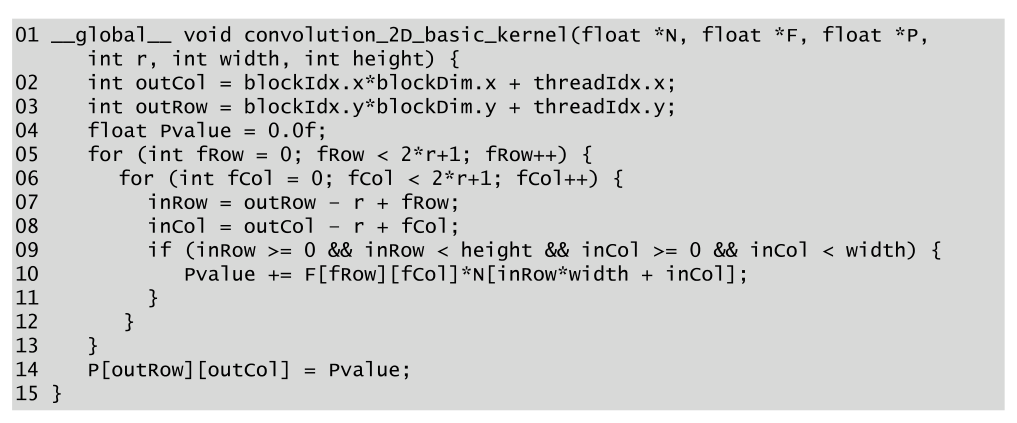 01 __global__ void convolution_2D_basic_kernel(float *N, float *F, float *P,
int r, int width, int height) {
02 int outCol = blockIdx.x*blockDim.x + threadIdx.x;
03 int outRow = blockIdx.y*blockDim.y + threadIdx.y;
04 float Pvalue = 0.0f;
05 for (int fRow = 0; fRow < 2*r+1; fRow++) {
06 for (int fCol = 0; fCol < 2*r+1; fCol++) {
07 inRow = outRow - r + fRow;
08 inCol = outCol - r + fCol;
09 if (inRow >= 0 && inRow < height && inCol >= 0 && inCol < width) {
10 Pvalue += F[fRow][fCol]*N[inRow*width + inCol];
11 }
12 }
13 }
14 P[outRow][outCol] = Pvalue;
15 }